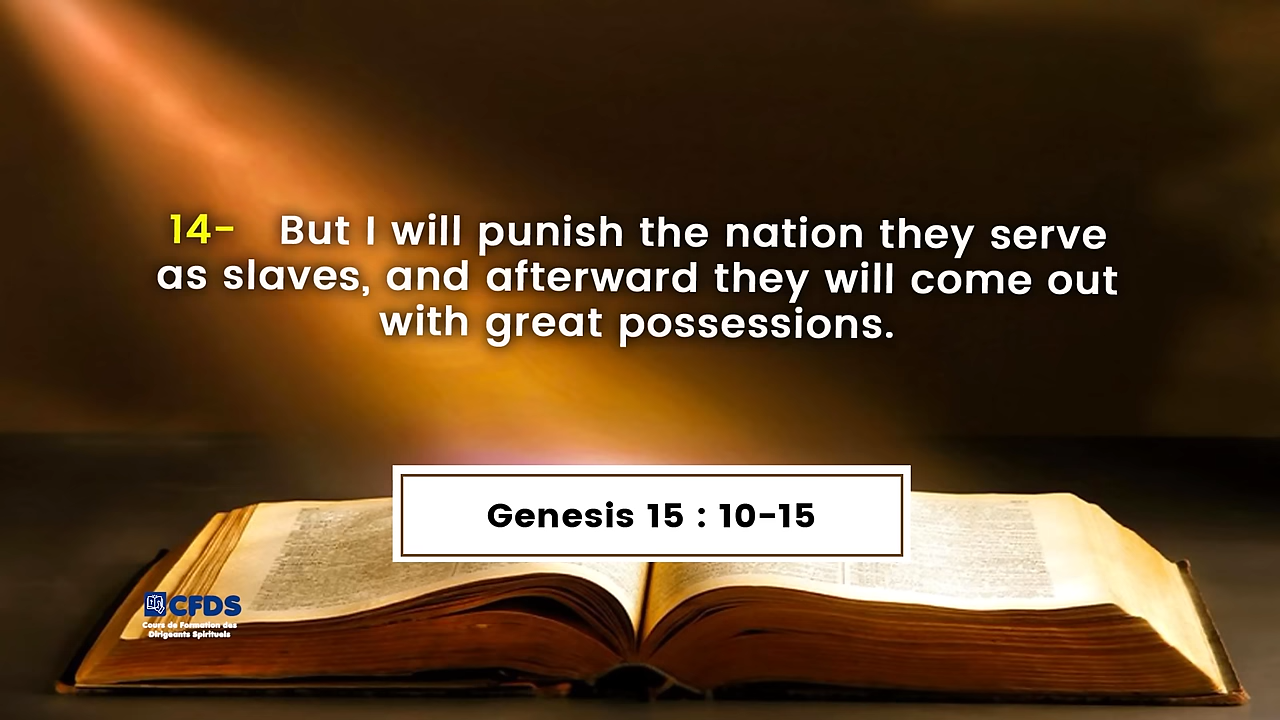 14- But I will punish the nation they serve
as slaves, and afterward they will come out
with great possessions.
Genesis 15 : 10-15
CFDS
Cours de Formation des
Dirigeants Spirituels